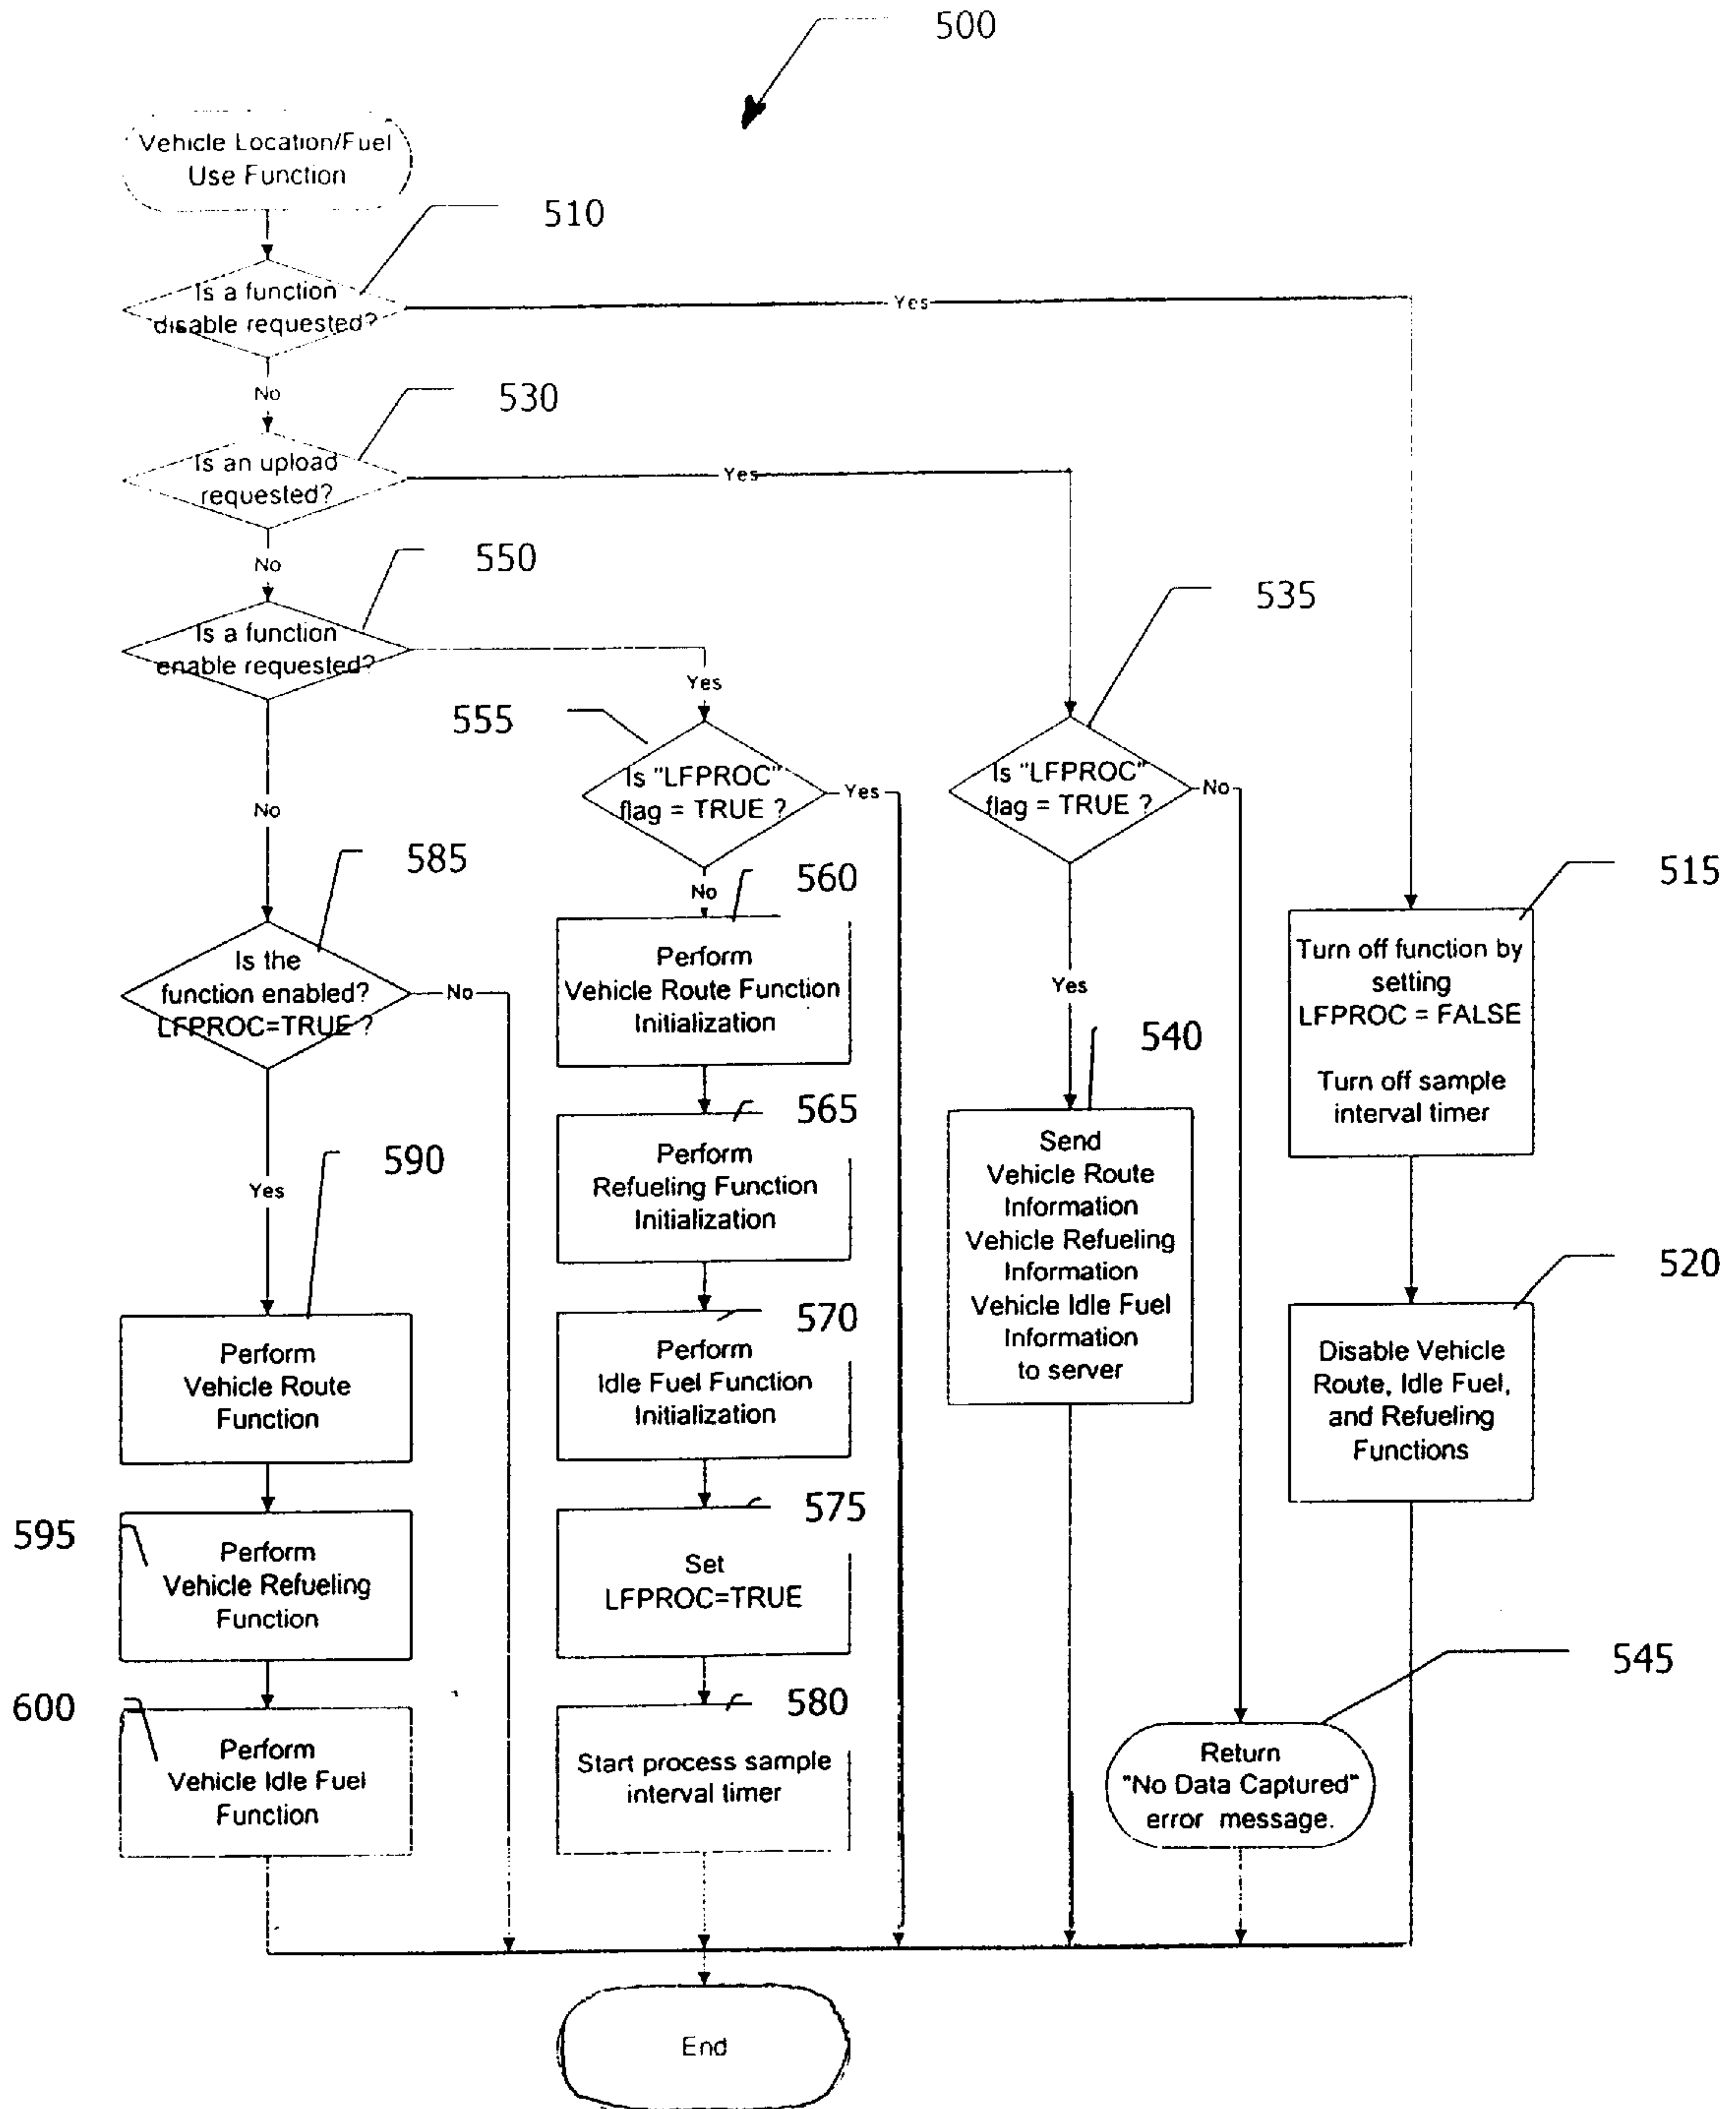 500
Vehicle Location/Fuel
Use Function
510
Is a function
disable requested?
Yes
No
530
Is an upload
requested?
Yes
No
550
Is a function
enable requested?
Yes
No
535
555
Is "LFPROC"
flag = TRUE ?
Yes
No
Is "LFPROC"
flag = TRUE ?
No
Yes
585
Is the
function enabled?
LFPROC=TRUE ?
No
Yes
560
Perform
Vehicle Route Function
Initialization
515
Turn off function by
setting
LFPROC = FALSE
Turn off sample
interval timer
540
Send
Vehicle Route
Information
Vehicle Refueling
Information
Vehicle Idle Fuel
Information
to server
565
Perform
Refueling Function
Initialization
590
Perform
Vehicle Route
Function
570
Perform
Idle Fuel Function
Initialization
520
Disable Vehicle
Route, Idle Fuel,
and Refueling
Functions
595
Perform
Vehicle Refueling
Function
575
Set
LFPROC=TRUE
545
Return
"No Data Captured"
error message.
600
Perform
Vehicle Idle Fuel
Function
580
Start process sample
interval timer
End